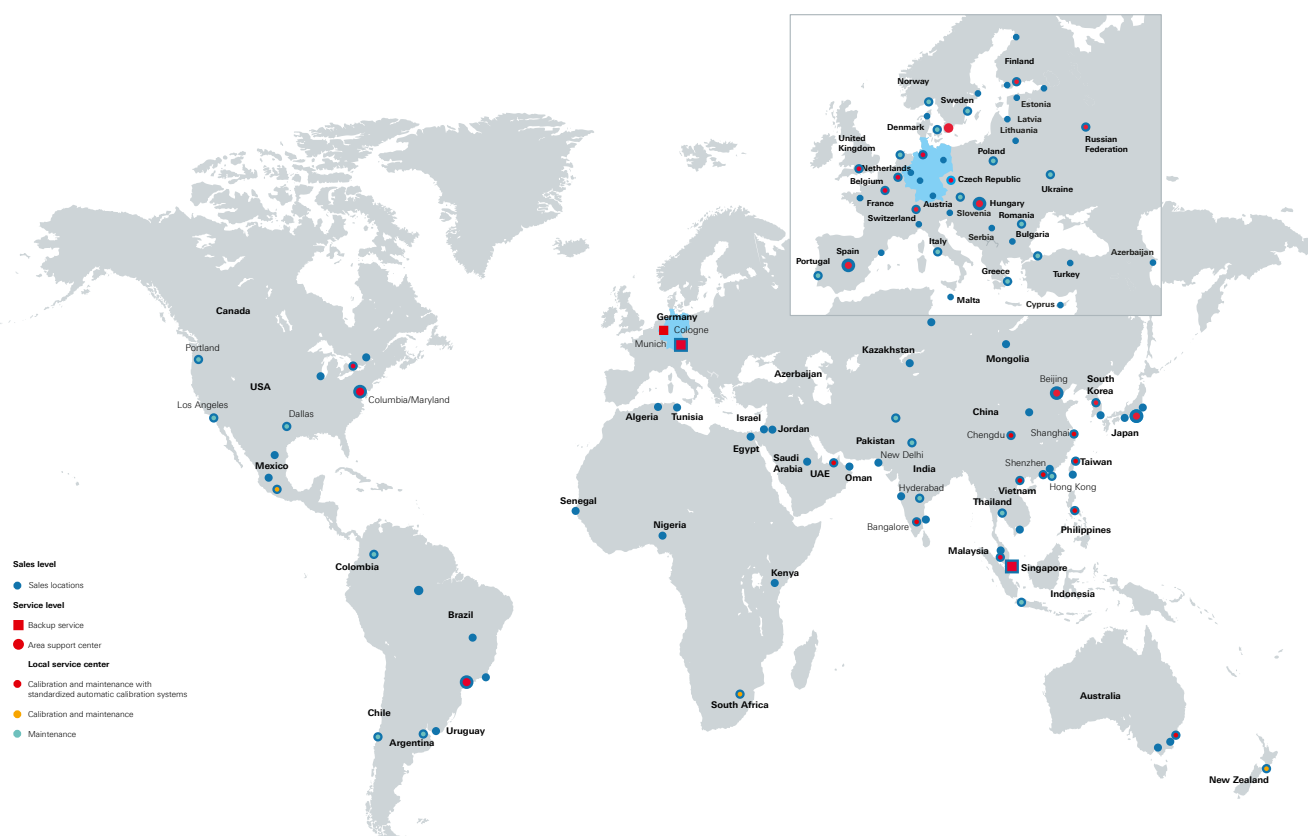 Finland
Norway
Sweden
Estonia
Latvia
Denmark
Lithuania
United
Kingdom
Russian
Federation
Poland
Netherlands
Belgium
Czech Republic
Ukraine
France
Austria
Hungary
Slovenia
Romania
Switzerland
Serbia
Bulgaria
Italy
Spain
Azerbaijan
Portugal
Greece
Turkey
Malta
Cyprus
Canada
Germany
Cologne
Munich
Portland
Kazakhstan
Mongolia
USA
Azerbaijan
Beijing
South
Korea
Columbia/Maryland
Los Angeles
Dallas
Algeria
Tunisia
Israel
Jordan
China
Egypt
Chengdu
Shanghai
Japan
Pakistan
New Delhi
Mexico
Saudi
Arabia
UAE
Oman
India
Shenzhen
Taiwan
Hyderabad
Vietnam
Hong Kong
Senegal
Thailand
Nigeria
Bangalore
Philippines
Malaysia
Colombia
Singapore
Kenya
Indonesia
Brazil
Sales level
Sales locations
Service level
Backup service
Area support center
Local service center
Calibration and maintenance with
standardized automatic calibration systems
Calibration and maintenance
Maintenance
Australia
South Africa
Chile
Uruguay
Argentina
New Zealand